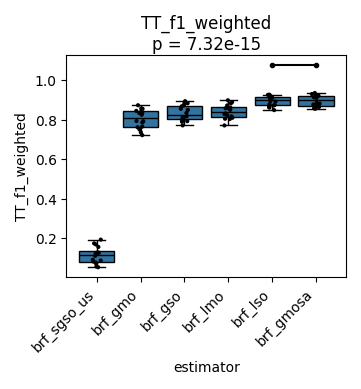 TT_f1_weighted
p = 7.32e-15
TT_f1_weighted
1.0
0.8
0.6
0.4
0.2
brf_sgso_us
brf_gmo
brf_gso
brf_lmo
brf_lso
brf_gmosa
estimator